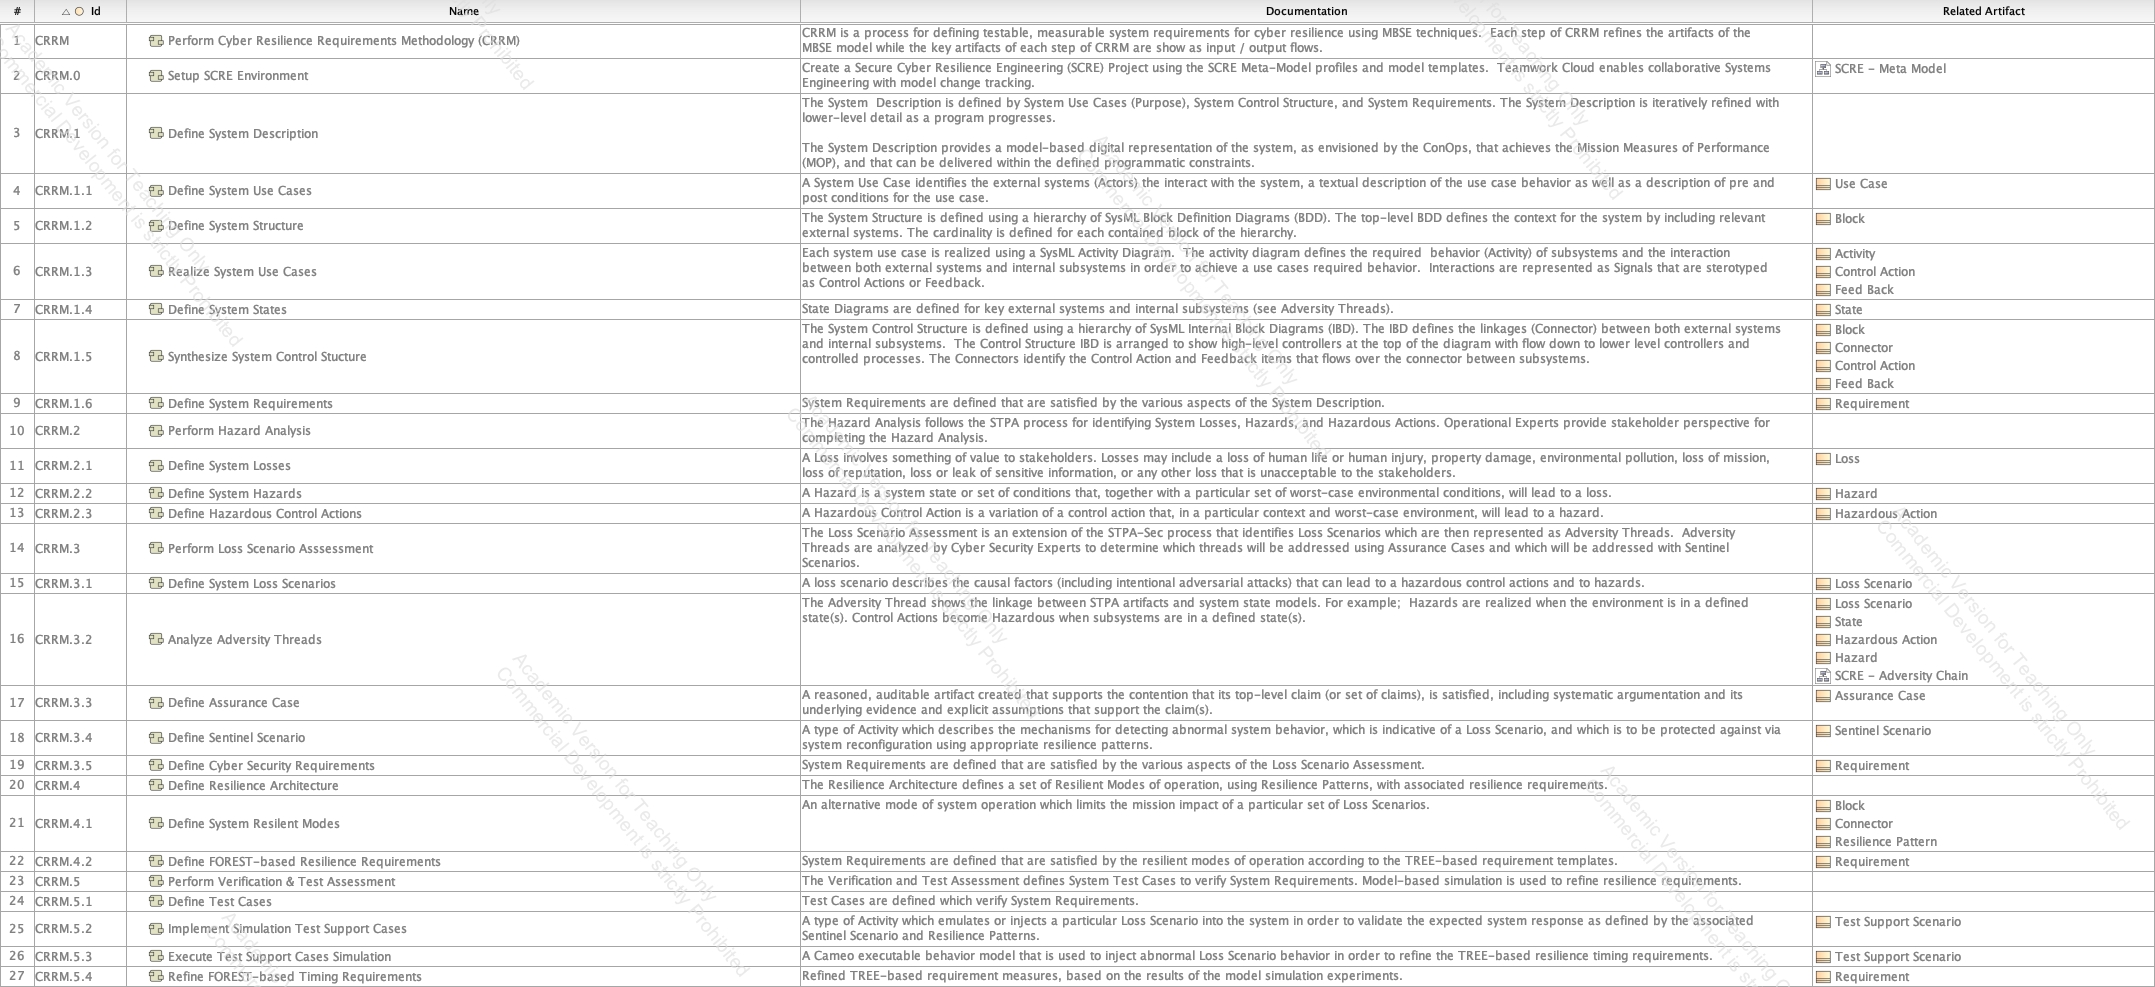 # Id Name Documentation Related Artifact
1 CRRM Perform Cyber Resilience Requirements Methodology (CRRM) CRRM is a process for defining testable, measurable system requirements for cyber resilience using MBSE techniques. Each step of CRRM refines the artifacts of the
MBSE model while the key artifacts of each step of CRRM are show as input / output flows.
2 CRRM.0 Setup SCRE Environment Create a Secure Cyber Resilience Engineering (SCRE) Project using the SCRE Meta-Model profiles and model templates. Teamwork Cloud enables collaborative Systems
Engineering with model change tracking.
SCRE - Meta Model
3 CRRM.1 Define System Description The System Description is defined by System Use Cases (Purpose), System Control Structure, and System Requirements. The System Description is iteratively refined with
lower-level detail as a program progresses.
The System Description provides a model-based digital representation of the system, as envisioned by the ConOps, that achieves the Mission Measures of Performance
(MOP), and that can be delivered within the defined programmatic constraints.
4 CRRM.1.1 Define System Use Cases A System Use Case identifies the external systems (Actors) the interact with the system, a textual description of the use case behavior as well as a description of pre and
post conditions for the use case.
Use Case
5 CRRM.1.2 Define System Structure The System Structure is defined using a hierarchy of SysML Block Definition Diagrams (BDD). The top-level BDD defines the context for the system by including relevant
external systems. The cardinality is defined for each contained block of the hierarchy.
Block
6 CRRM.1.3 Realize System Use Cases Each system use case is realized using a SysML Activity Diagram. The activity diagram defines the required behavior (Activity) of subsystems and the interaction
between both external systems and internal subsystems in order to achieve a use cases required behavior. Interactions are represented as Signals that are sterotyped
as Control Actions or Feedback.
Activity
Control Action
Feed Back
7 CRRM.1.4 Define System States State Diagrams are defined for key external systems and internal subsystems (see Adversity Threads). State
8 CRRM.1.5 Synthesize System Control Stucture The System Control Structure is defined using a hierarchy of SysML Internal Block Diagrams (IBD). The IBD defines the linkages (Connector) between both external systems
and internal subsystems. The Control Structure IBD is arranged to show high-level controllers at the top of the diagram with flow down to lower level controllers and
controlled processes. The Connectors identify the Control Action and Feedback items that flows over the connector between subsystems.
Block
Connector
Control Action
Feed Back
9 CRRM.1.6 Define System Requirements System Requirements are defined that are satisfied by the various aspects of the System Description. Requirement
10 CRRM.2 Perform Hazard Analysis The Hazard Analysis follows the STPA process for identifying System Losses, Hazards, and Hazardous Actions. Operational Experts provide stakeholder perspective for
completing the Hazard Analysis.
11 CRRM.2.1 Define System Losses A Loss involves something of value to stakeholders. Losses may include a loss of human life or human injury, property damage, environmental pollution, loss of mission,
loss of reputation, loss or leak of sensitive information, or any other loss that is unacceptable to the stakeholders.
Loss
12 CRRM.2.2 Define System Hazards A Hazard is a system state or set of conditions that, together with a particular set of worst-case environmental conditions, will lead to a loss. Hazard
13 CRRM.2.3 Define Hazardous Control Actions A Hazardous Control Action is a variation of a control action that, in a particular context and worst-case environment, will lead to a hazard. Hazardous Action
14 CRRM.3 Perform Loss Scenario Asssessment The Loss Scenario Assessment is an extension of the STPA-Sec process that identifies Loss Scenarios which are then represented as Adversity Threads. Adversity
Threads are analyzed by Cyber Security Experts to determine which threads will be addressed using Assurance Cases and which will be addressed with Sentinel
Scenarios.
15 CRRM.3.1 Define System Loss Scenarios A loss scenario describes the causal factors (including intentional adversarial attacks) that can lead to a hazardous control actions and to hazards. Loss Scenario
16 CRRM.3.2 Analyze Adversity Threads The Adversity Thread shows the linkage between STPA artifacts and system state models. For example; Hazards are realized when the environment is in a defined
state(s). Control Actions become Hazardous when subsystems are in a defined state(s).
Loss Scenario
State
Hazardous Action
Hazard
SCRE - Adversity Chain
17 CRRM.3.3 Define Assurance Case A reasoned, auditable artifact created that supports the contention that its top-level claim (or set of claims), is satisfied, including systematic argumentation and its
underlying evidence and explicit assumptions that support the claim(s).
Assurance Case
18 CRRM.3.4 Define Sentinel Scenario A type of Activity which describes the mechanisms for detecting abnormal system behavior, which is indicative of a Loss Scenario, and which is to be protected against via
system reconfiguration using appropriate resilience patterns.
Sentinel Scenario
19 CRRM.3.5 Define Cyber Security Requirements System Requirements are defined that are satisfied by the various aspects of the Loss Scenario Assessment. Requirement
20 CRRM.4 Define Resilience Architecture The Resilience Architecture defines a set of Resilient Modes of operation, using Resilience Patterns, with associated resilience requirements.
21 CRRM.4.1 Define System Resilent Modes An alternative mode of system operation which limits the mission impact of a particular set of Loss Scenarios.
Block
Connector
Resilience Pattern
22 CRRM.4.2 Define FOREST-based Resilience Requirements System Requirements are defined that are satisfied by the resilient modes of operation according to the TREE-based requirement templates. Requirement
23 CRRM.5 Perform Verification & Test Assessment The Verification and Test Assessment defines System Test Cases to verify System Requirements. Model-based simulation is used to refine resilience requirements.
24 CRRM.5.1 Define Test Cases Test Cases are defined which verify System Requirements.
25 CRRM.5.2 Implement Simulation Test Support Cases A type of Activity which emulates or injects a particular Loss Scenario into the system in order to validate the expected system response as defined by the associated
Sentinel Scenario and Resilience Patterns.
Test Support Scenario
26 CRRM.5.3 Execute Test Support Cases Simulation A Cameo executable behavior model that is used to inject abnormal Loss Scenario behavior in order to refine the TREE-based resilience timing requirements. Test Support Scenario
27 CRRM.5.4 Refine FOREST-based Timing Requirements Refined TREE-based requirement measures, based on the results of the model simulation experiments. Requirement
Academic Version for Teaching Only
Commercial Development is strictly Prohibited